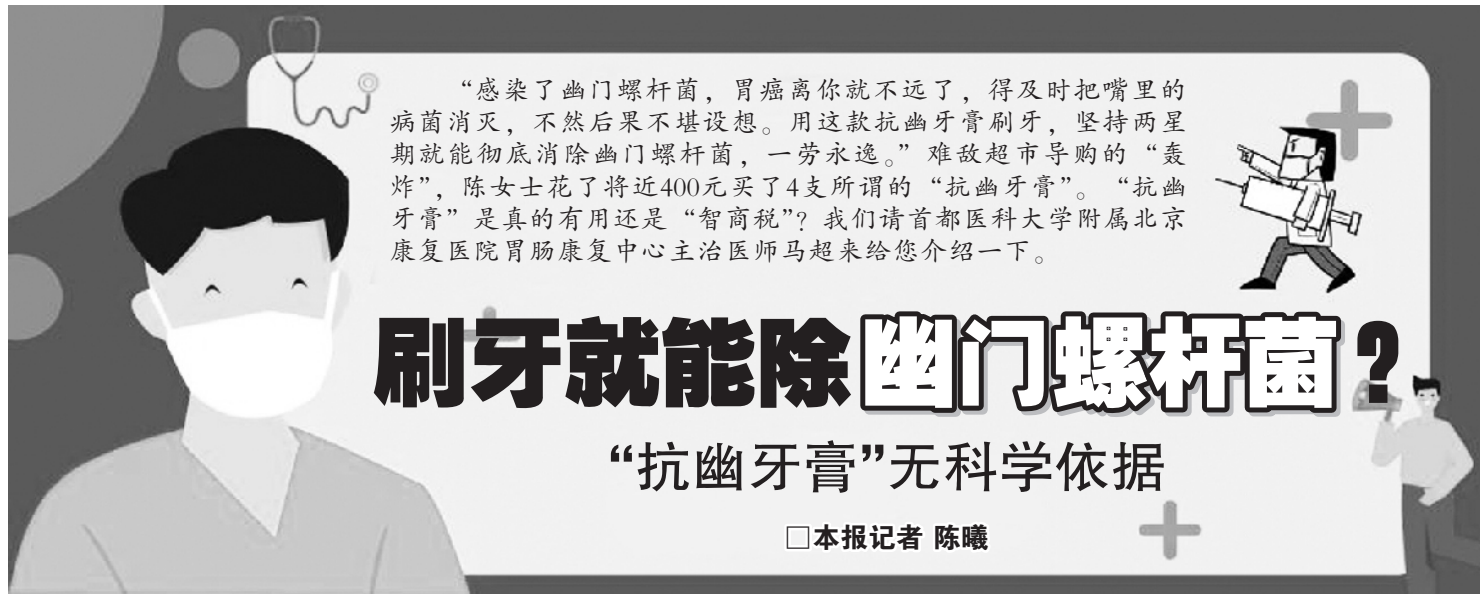 “感染了幽门螺杆菌，胃癌离你就不远了，得及时把嘴里的
病菌消灭，不然后果不堪设想。用这款抗幽牙膏刷牙，坚持两星
期就能彻底消除幽门螺杆菌，一劳永逸。”难敌超市导购的“轰
炸”，陈女士花了将近400元买了4支所谓的“抗幽牙膏”。“抗幽
牙膏”是真的有用还是“智商税”？我们请首都医科大学附属北京
康复医院胃肠康复中心主治医师马超来给您介绍一下。
刷牙就能除幽门螺杆菌？
“抗幽牙膏”无科学依据
□本报记者 陈曦